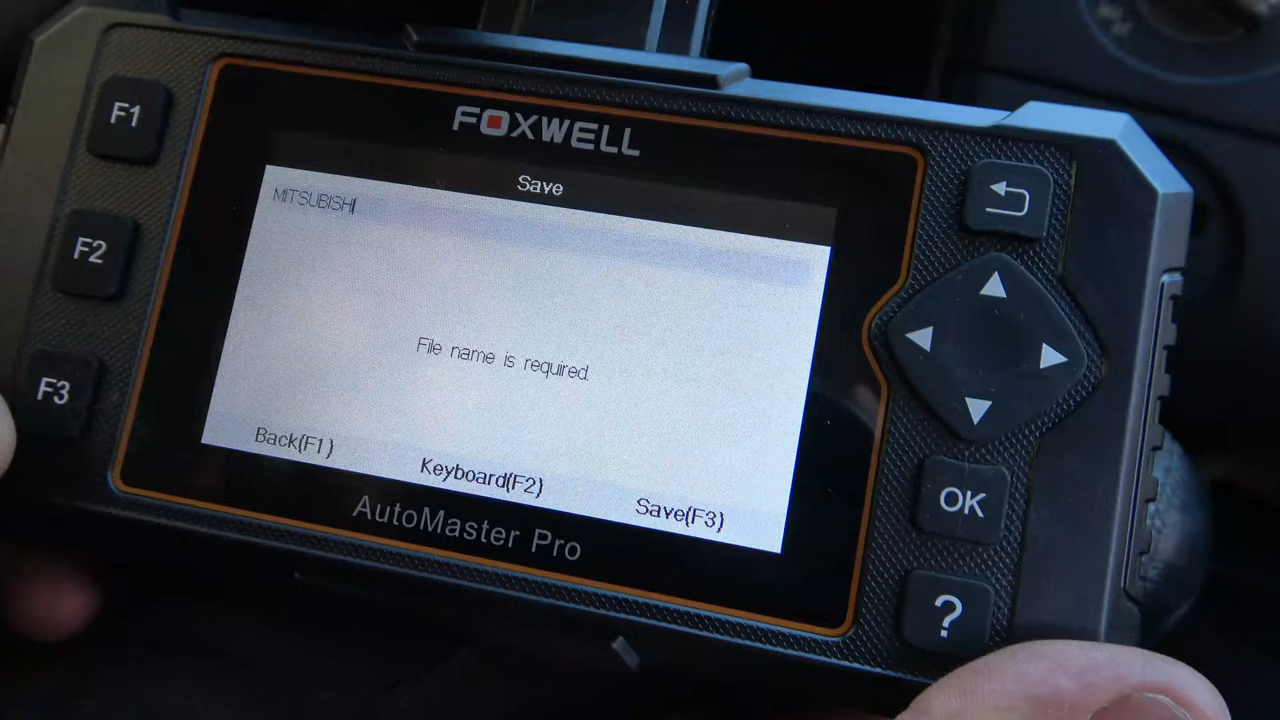 F1
FOXWELL
Save
MITSUBISHI
F2
File name is required.
F3
Back(F1)
Keyboard(F2)
Save(F3)
OK
AutoMaster Pro
?